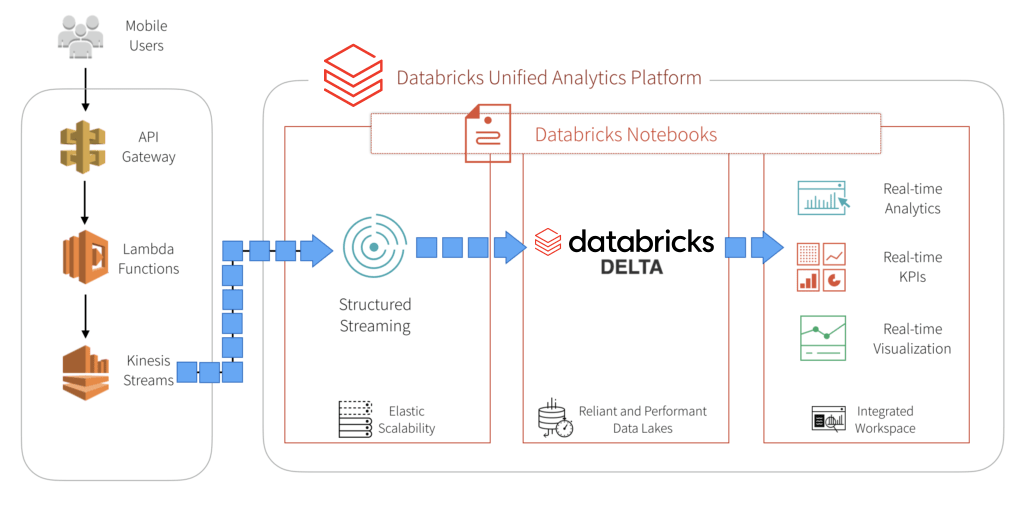 Mobile
Users
API
Gateway
Lambda
Functions
Kinesis
Streams
Databricks Unified Analytics Platform
Databricks Notebooks
Structured
Streaming
Elastic
Scalability
databricks
DELTA
Reliant and Performant
Data Lakes
Real-time
Analytics
Real-time
KPIs
Real-time
Visualization
Integrated
Workspace